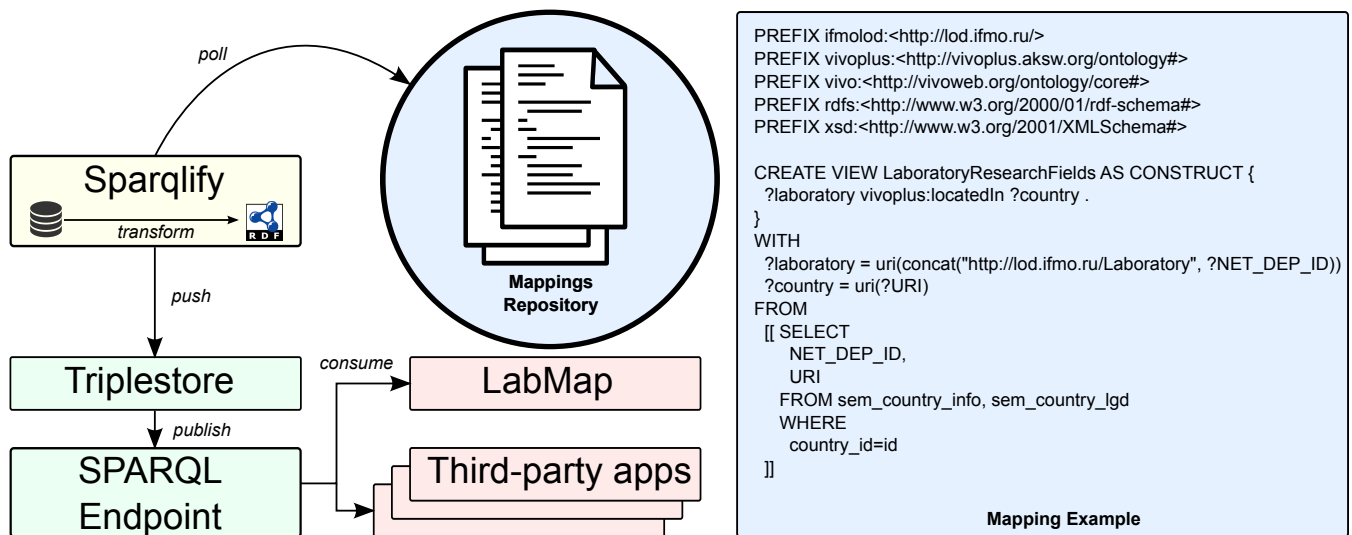 poll
Sparqlify
transform
RDF
push
Mappings
Repository
Triplestore
publish
SPARQL
Endpoint
consume
LabMap
Third-party apps
PREFIX ifmolod:<http://lod.ifmo.ru/>
PREFIX vivoplus:<http://vivoplus.aksw.org/ontology#>
PREFIX vivo:<http://vivoweb.org/ontology/core#>
PREFIX rdfs:<http://www.w3.org/2000/01/rdf-schema#>
PREFIX xsd:<http://www.w3.org/2001/XMLSchema#>
CREATE VIEW LaboratoryResearchFields AS CONSTRUCT {
?laboratory vivoplus:locatedIn ?country .
}
WITH
?laboratory = uri(concat("http://lod.ifmo.ru/Laboratory", ?NET_DEP_ID))
?country = uri(?URI)
FROM
[[ SELECT
NET_DEP_ID,
URI
FROM sem_country_info, sem_country_lgd
WHERE
country_id=id
]]
Mapping Example